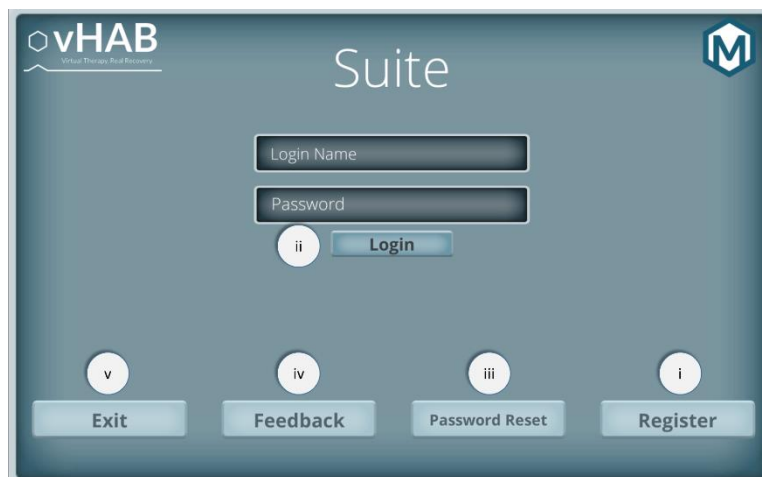 vHAB
Virtual Therapy. Real Recovery.
Suite
M
Login Name
Password
ii
Login
v
iv
iii
i
Exit
Feedback
Password Reset
Register